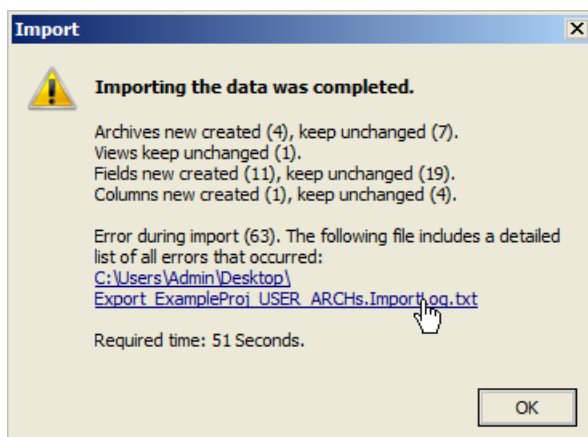 Import
Importing the data was completed.
Archives new created (4), keep unchanged (7).
Views keep unchanged (1).
Fields new created (11), keep unchanged (19).
Columns new created (1), keep unchanged (4).
Error during import (63). The following file includes a detailed
list of all errors that occurred:
C:\Users\Admin\Desktop\
Export_ExampleProj_USER_ARCHs.ImportLog.txt
Required time: 51 Seconds.
OK